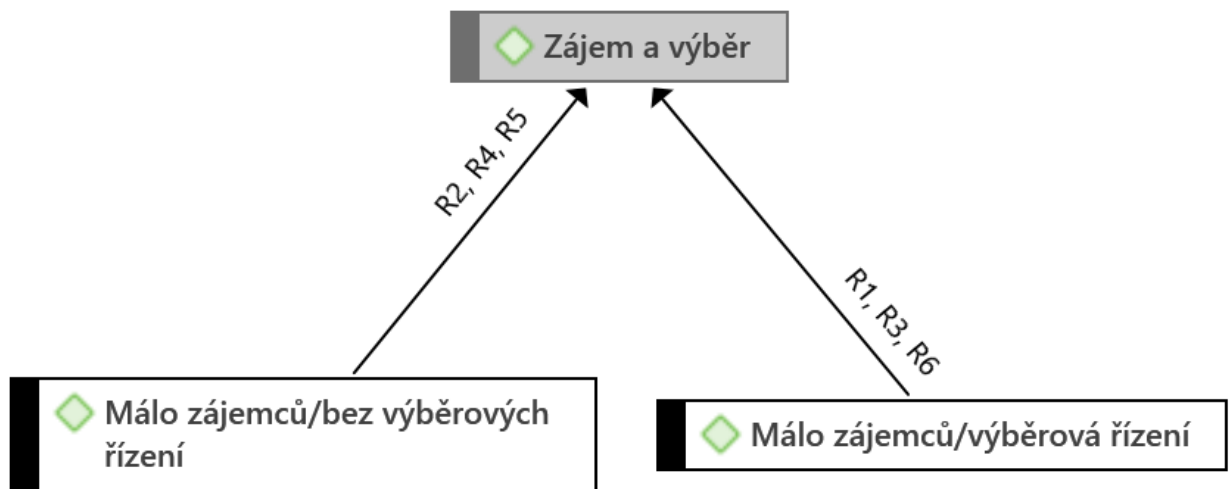 Zájem a výběr
R2, R4, R5
R1, R3, R6
Málo zájemců/bez výběrových
řízení
Málo zájemců/výběrová řízení